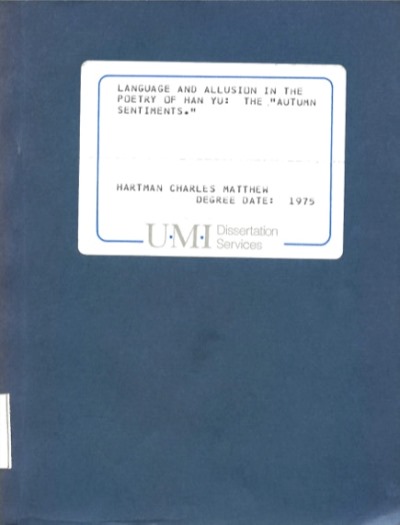 LANGUAGE AND ALLUSION IN THE
POETRY OF HAN YU: THE "AUTUMN
SENTIMENTS."
HARTMAN CHARLES MATTHEW
DEGREE DATE: 1975
U·M·I Dissertation
Services